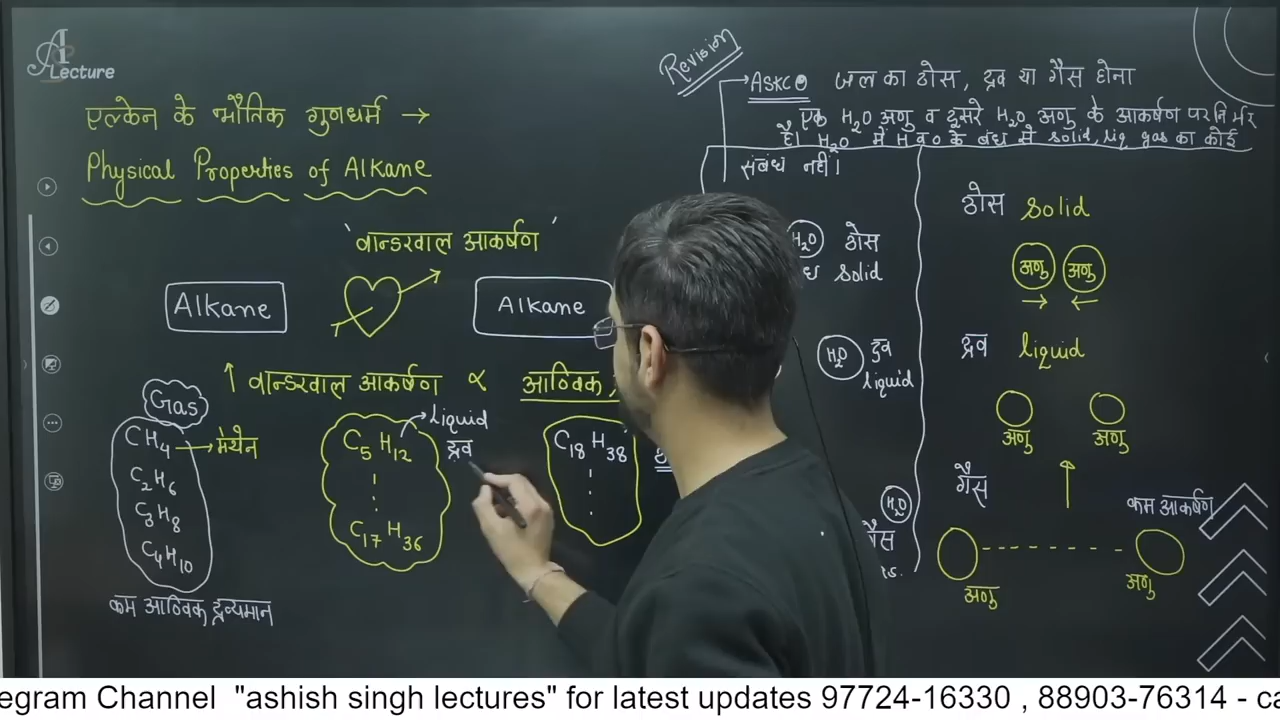 A Lecture
एल्केन के भौतिक गुणधर्म →
Physical Properties of Alkane
'वान्डरवाल आकर्षण'
Alkane
Alkane
↑ वान्डरवाल आकर्षण ∝ आण्विक
Gas
CH₄ → मेथेन
C₂H₆
C₃H₈
C₄H₁₀
कम आण्विक द्रव्यमान
C₅H₁₂
C₁₇H₃₆
Liquid
द्रव
C₁₈H₃₈
Revision
ASKC जल का ठोस, द्रव या गैस होना
एक H₂O अणु व दूसरे H₂O अणु के आकर्षण पर निर्भर
है। H₂O में H व O के बंध से solid, liq gas का कोई
संबंध नहीं।
H₂O ठोस
solid
H₂O द्रव
liquid
H₂O
गैस
ठोस solid
अणु अणु
→ ←
द्रव liquid
अणु अणु
गैस
कम आकर्षण
अणु अणु
egram Channel "ashish singh lectures" for latest updates 97724-16330 , 88903-76314 - ca